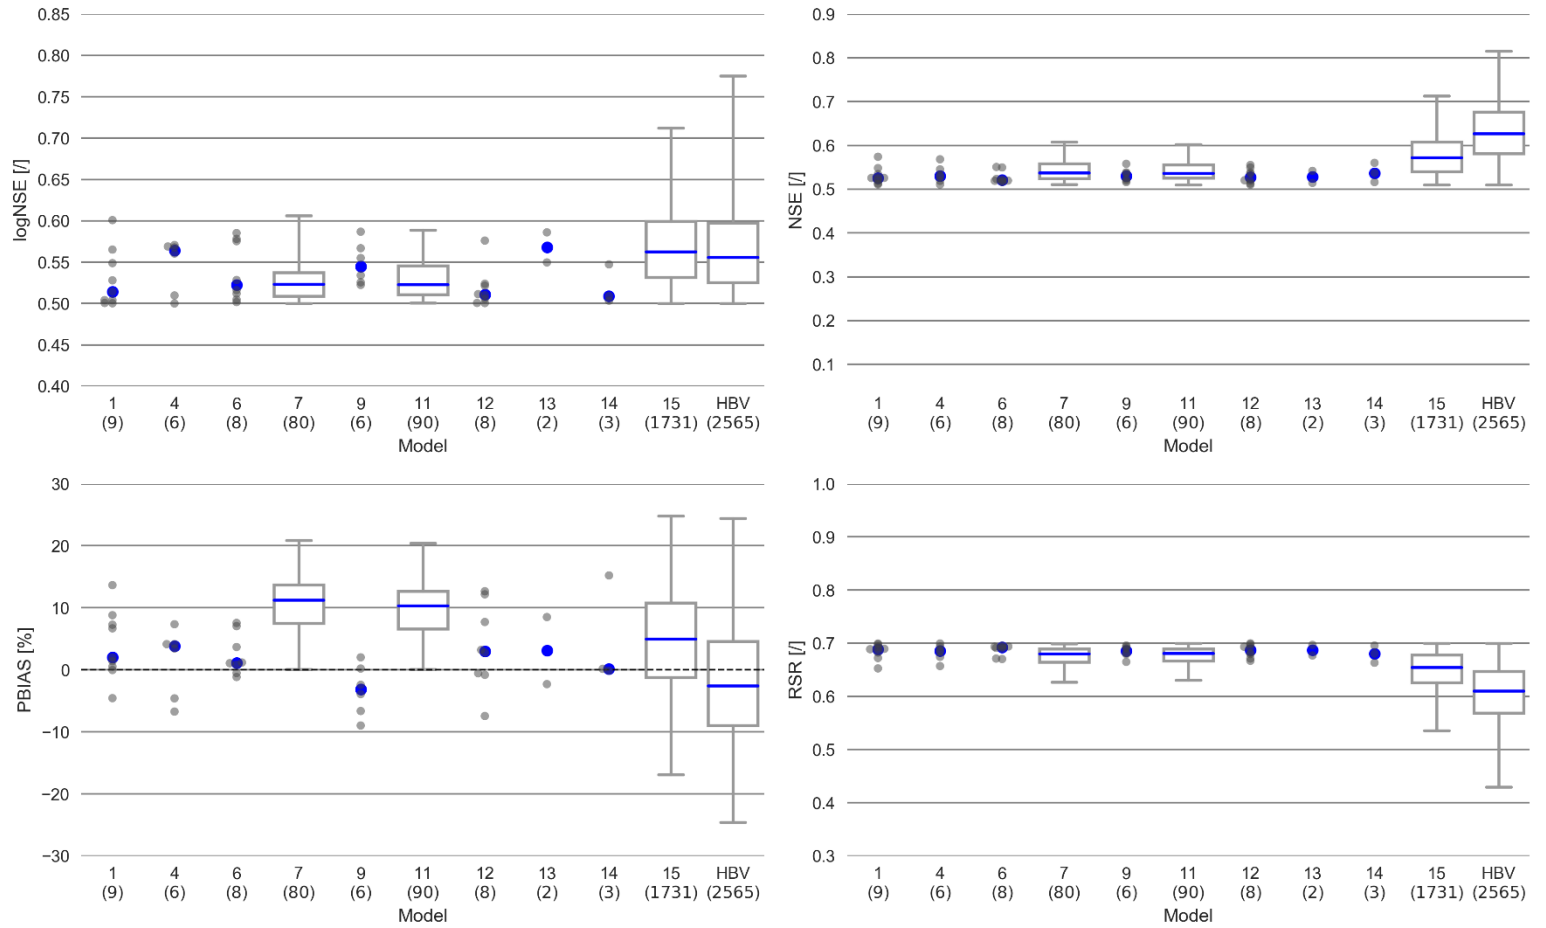 0.85
0.80
0.75
0.70
0.65
0.60
0.55
0.50
0.45
0.40
logNSE [/]
1 4 6 7 9 11 12 13 14 15 HBV
(9) (6) (8) (80) (6) (90) (8) (2) (3) (1731) (2565)
Model
0.9
0.8
0.7
0.6
0.5
0.4
0.3
0.2
0.1
NSE [/]
1 4 6 7 9 11 12 13 14 15 HBV
(9) (6) (8) (80) (6) (90) (8) (2) (3) (1731) (2565)
Model
30
20
10
0
−10
−20
−30
PBIAS [%]
1 4 6 7 9 11 12 13 14 15 HBV
(9) (6) (8) (80) (6) (90) (8) (2) (3) (1731) (2565)
Model
1.0
0.9
0.8
0.7
0.6
0.5
0.4
0.3
RSR [/]
1 4 6 7 9 11 12 13 14 15 HBV
(9) (6) (8) (80) (6) (90) (8) (2) (3) (1731) (2565)
Model